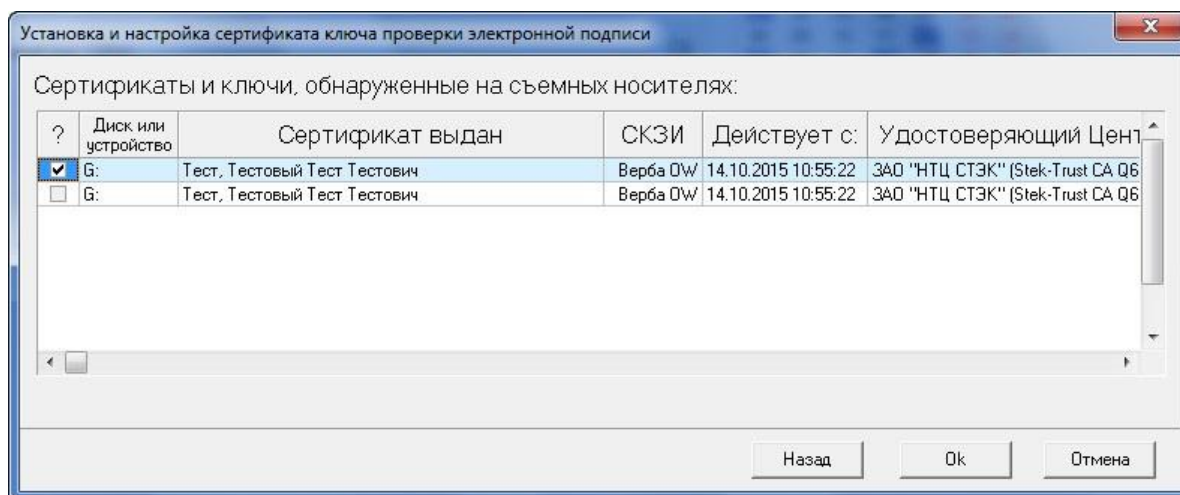 Установка и настройка сертификата ключа проверки электронной подписи
Сертификаты и ключи, обнаруженные на съемных носителях:
? Диск или устройство Сертификат выдан СКЗИ Действует с: Удостоверяющий Цент
G: Тест, Тестовый Тест Тестович Верба OW 14.10.2015 10:55:22 ЗАО "НТЦ СТЭК" (Stek-Trust CA Q6
G: Тест, Тестовый Тест Тестович Верба OW 14.10.2015 10:55:22 ЗАО "НТЦ СТЭК" (Stek-Trust CA Q6
Назад Ok Отмена